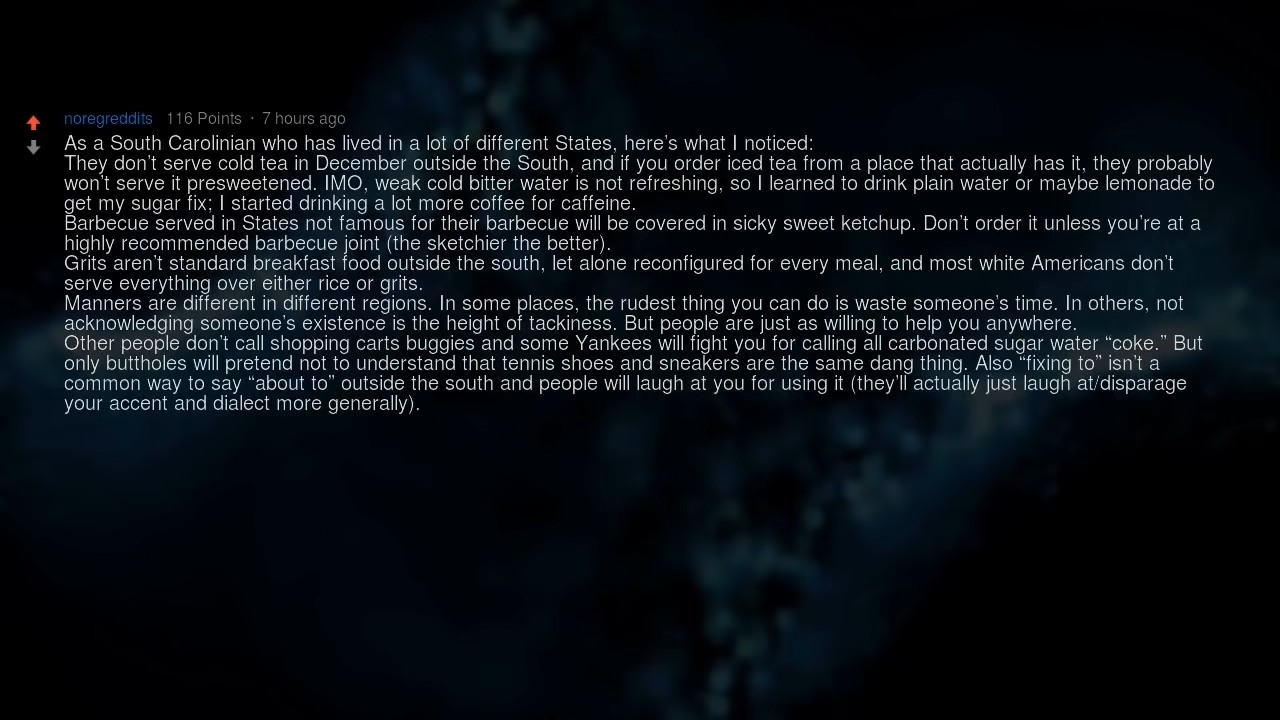 noregreddits 116 Points · 7 hours ago
As a South Carolinian who has lived in a lot of different States, here’s what I noticed:
They don’t serve cold tea in December outside the South, and if you order iced tea from a place that actually has it, they probably
won’t serve it presweetened. IMO, weak cold bitter water is not refreshing, so I learned to drink plain water or maybe lemonade to
get my sugar fix; I started drinking a lot more coffee for caffeine.
Barbecue served in States not famous for their barbecue will be covered in sicky sweet ketchup. Don’t order it unless you’re at a
highly recommended barbecue joint (the sketchier the better).
Grits aren’t standard breakfast food outside the south, let alone reconfigured for every meal, and most white Americans don’t
serve everything over either rice or grits.
Manners are different in different regions. In some places, the rudest thing you can do is waste someone’s time. In others, not
acknowledging someone’s existence is the height of tackiness. But people are just as willing to help you anywhere.
Other people don’t call shopping carts buggies and some Yankees will fight you for calling all carbonated sugar water “coke.” But
only buttholes will pretend not to understand that tennis shoes and sneakers are the same dang thing. Also “fixing to” isn’t a
common way to say “about to” outside the south and people will laugh at you for using it (they’ll actually just laugh at/disparage
your accent and dialect more generally).